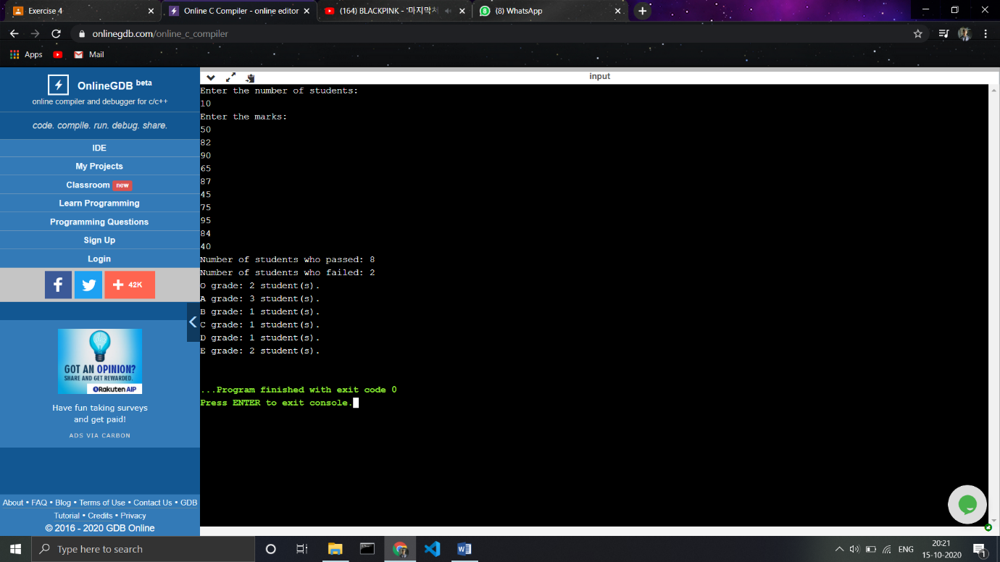 Exercise 4
Online C Compiler - online editor
(164) BLACKPINK - '마지막처
(8) WhatsApp
onlinegdb.com/online_c_compiler
Apps
Mail
OnlineGDB beta
online compiler and debugger for c/c++
code. compile. run. debug. share.
IDE
My Projects
Classroom new
Learn Programming
Programming Questions
Sign Up
Login
42K
GOT AN OPINION?
SHARE AND GET REWARDED.
Rakuten AIP
Have fun taking surveys
and get paid!
ADS VIA CARBON
About • FAQ • Blog • Terms of Use • Contact Us • GDB
Tutorial • Credits • Privacy
© 2016 - 2020 GDB Online
input
Enter the number of students:
10
Enter the marks:
50
82
90
65
87
45
75
95
84
40
Number of students who passed: 8
Number of students who failed: 2
O grade: 2 student(s).
A grade: 3 student(s).
B grade: 1 student(s).
C grade: 1 student(s).
D grade: 1 student(s).
E grade: 2 student(s).
...Program finished with exit code 0
Press ENTER to exit console.
Type here to search
ENG
20:21
15-10-2020
1